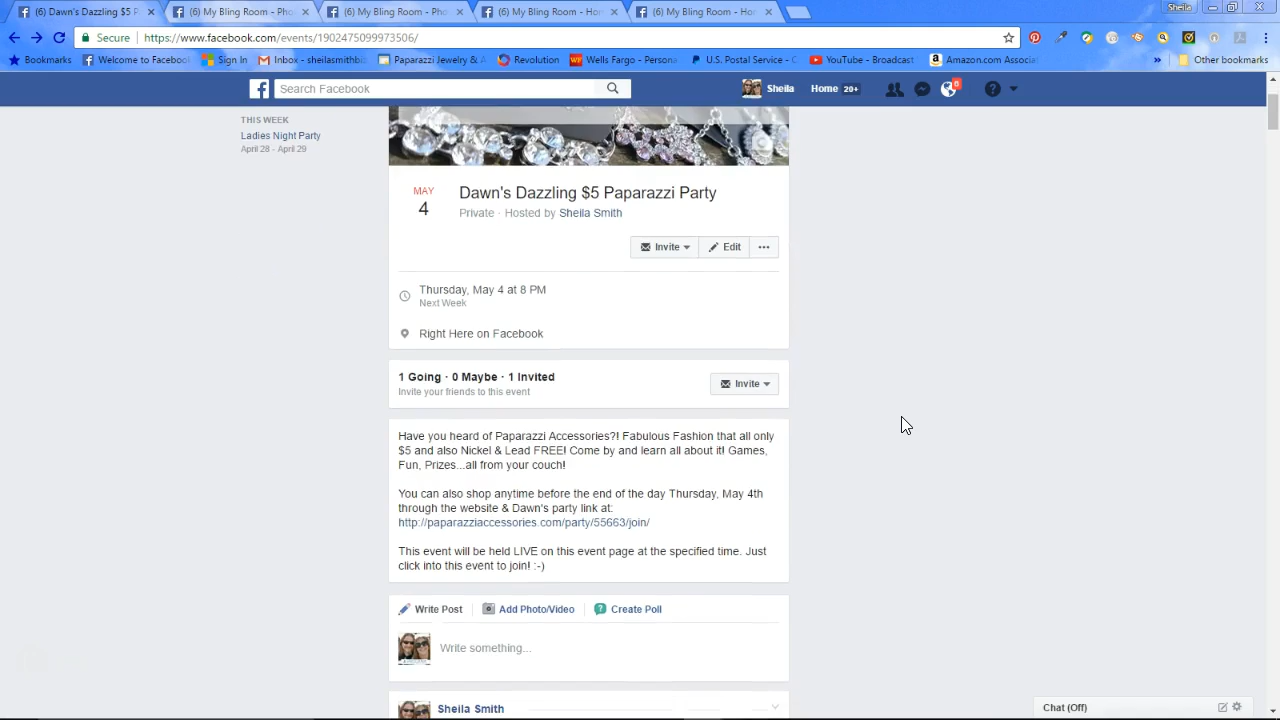 (6) Dawn's Dazzling $5 P
(6) My Bling Room - Pho
(6) My Bling Room - Pho
(6) My Bling Room - Hor
(6) My Bling Room - Hor
Sheila
Secure https://www.facebook.com/events/1902475099973506/
Bookmarks Welcome to Facebook Sign In Inbox - sheilasmithb Paparazzi Jewelry & A Revolution Wells Fargo - Persona U.S. Postal Service - C YouTube - Broadcast Amazon.com Associat »
Search Facebook Sheila Home 20+ 6
THIS WEEK
Ladies Night Party
April 28 - April 29
MAY
4
Dawn's Dazzling $5 Paparazzi Party
Private · Hosted by Sheila Smith
Invite Edit ...
Thursday, May 4 at 8 PM
Next Week
Right Here on Facebook
1 Going · 0 Maybe · 1 Invited
Invite your friends to this event
Invite
Have you heard of Paparazzi Accessories?! Fabulous Fashion that all only
$5 and also Nickel & Lead FREE! Come by and learn all about it! Games,
Fun, Prizes...all from your couch!
You can also shop anytime before the end of the day Thursday, May 4th
through the website & Dawn's party link at:
http://paparazziaccessories.com/party/55663/join/
This event will be held LIVE on this event page at the specified time. Just
click into this event to join! :-)
Write Post Add Photo/Video Create Poll
Write something...
Sheila Smith
Chat (Off)